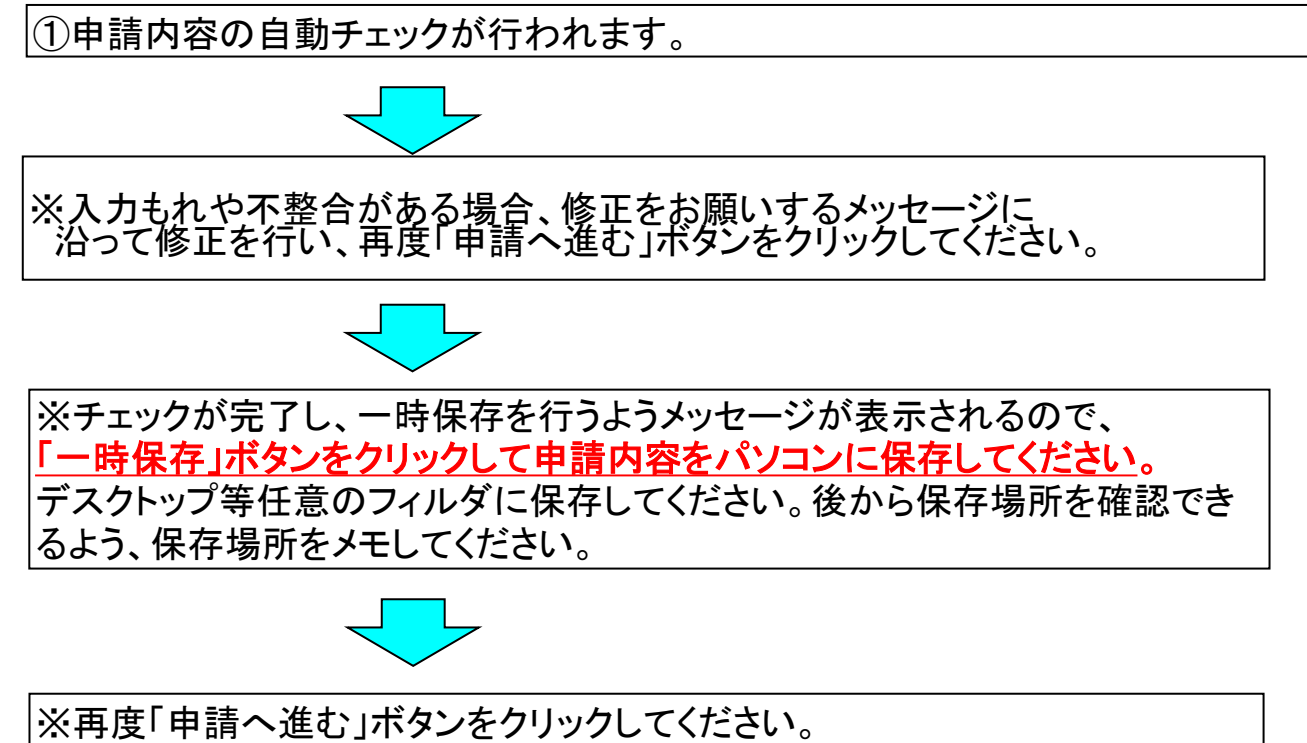 ①申請内容の自動チェックが行われます。
※入力もれや不整合がある場合、修正をお願いするメッセージに
沿って修正を行い、再度「申請へ進む」ボタンをクリックしてください。
※チェックが完了し、一時保存を行うようメッセージが表示されるので、
「一時保存」ボタンをクリックして申請内容をパソコンに保存してください。
デスクトップ等任意のフィルダに保存してください。後から保存場所を確認でき
るよう、保存場所をメモしてください。
※再度「申請へ進む」ボタンをクリックしてください。